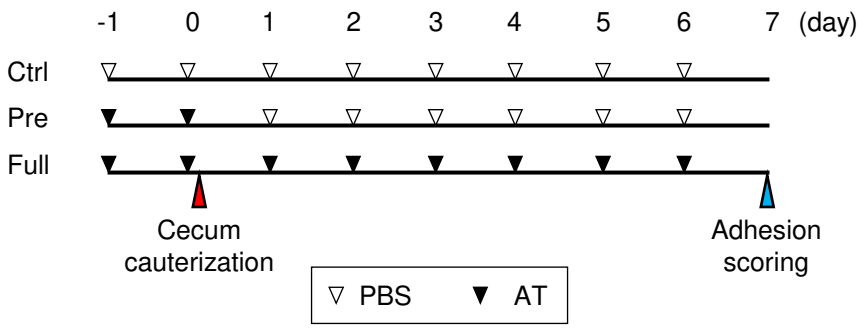 -1 0 1 2 3 4 5 6 7 (day)
Ctrl
Pre
Full
Cecum
cauterization
Adhesion
scoring
PBS AT